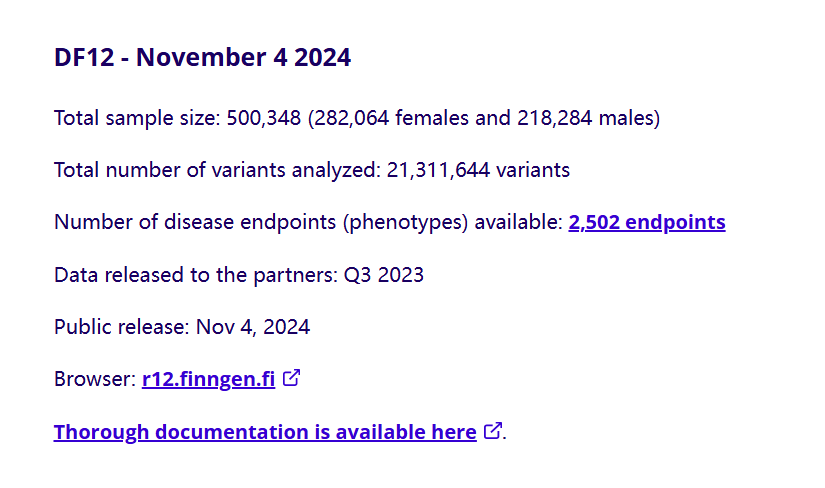 DF12 - November 4 2024
Total sample size: 500,348 (282,064 females and 218,284 males)
Total number of variants analyzed: 21,311,644 variants
Number of disease endpoints (phenotypes) available: 2,502 endpoints
Data released to the partners: Q3 2023
Public release: Nov 4, 2024
Browser: r12.finngen.fi
Thorough documentation is available here.